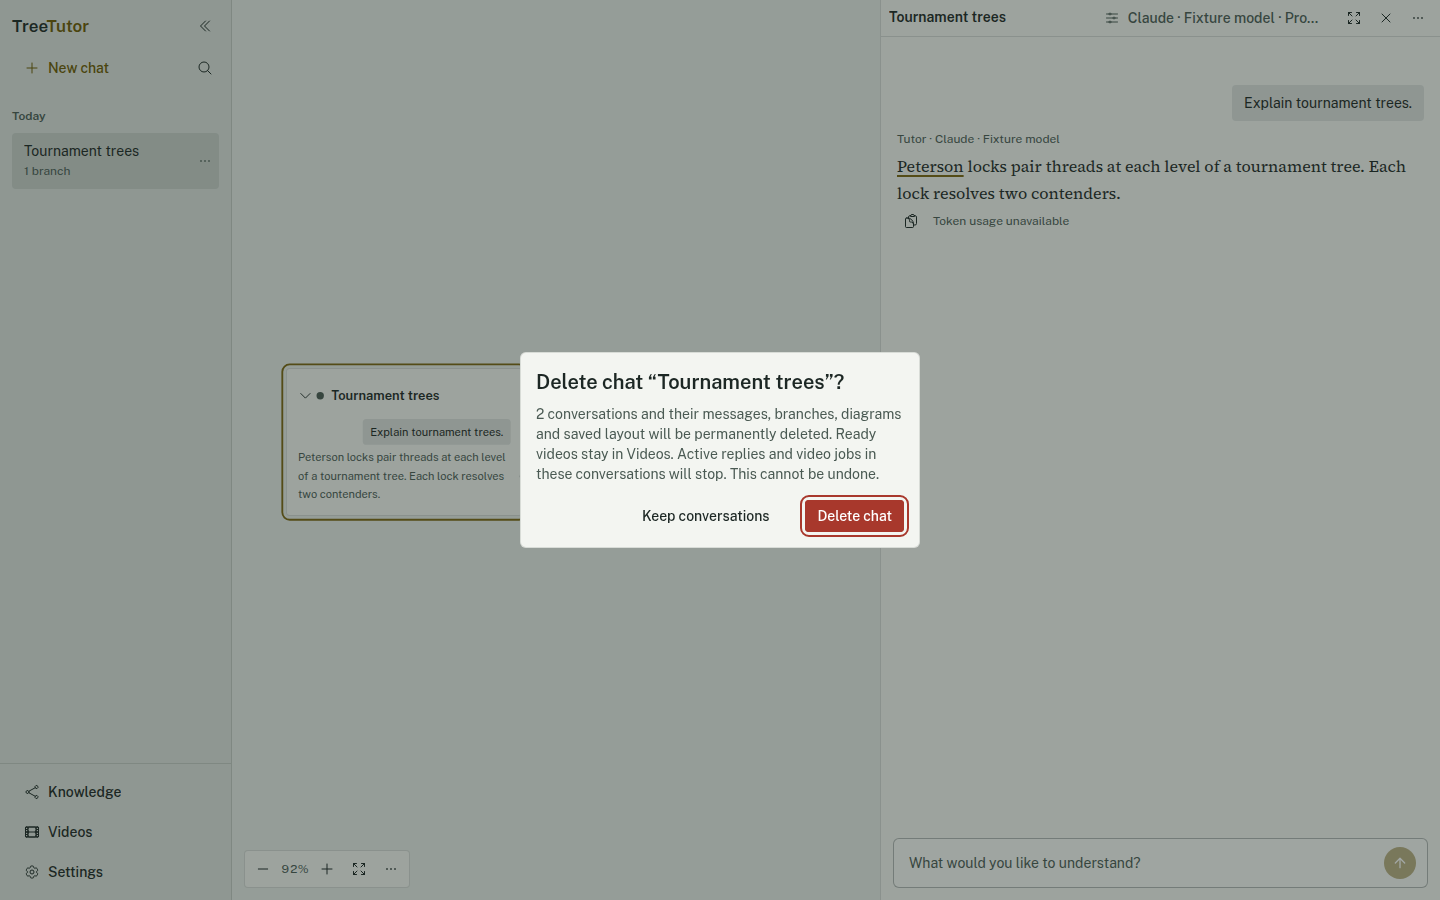 TreeTutor
New chat
Today
Tournament trees
1 branch
Knowledge
Videos
Settings
Tournament trees
Explain tournament trees.
Peterson locks pair threads at each level
of a tournament tree. Each lock resolves
two contenders.
92%
Delete chat “Tournament trees”?
2 conversations and their messages, branches, diagrams
and saved layout will be permanently deleted. Ready
videos stay in Videos. Active replies and video jobs in
these conversations will stop. This cannot be undone.
Keep conversations
Delete chat
Tournament trees
Claude · Fixture model · Pro...
Explain tournament trees.
Tutor · Claude · Fixture model
Peterson locks pair threads at each level of a tournament tree. Each
lock resolves two contenders.
Token usage unavailable
What would you like to understand?